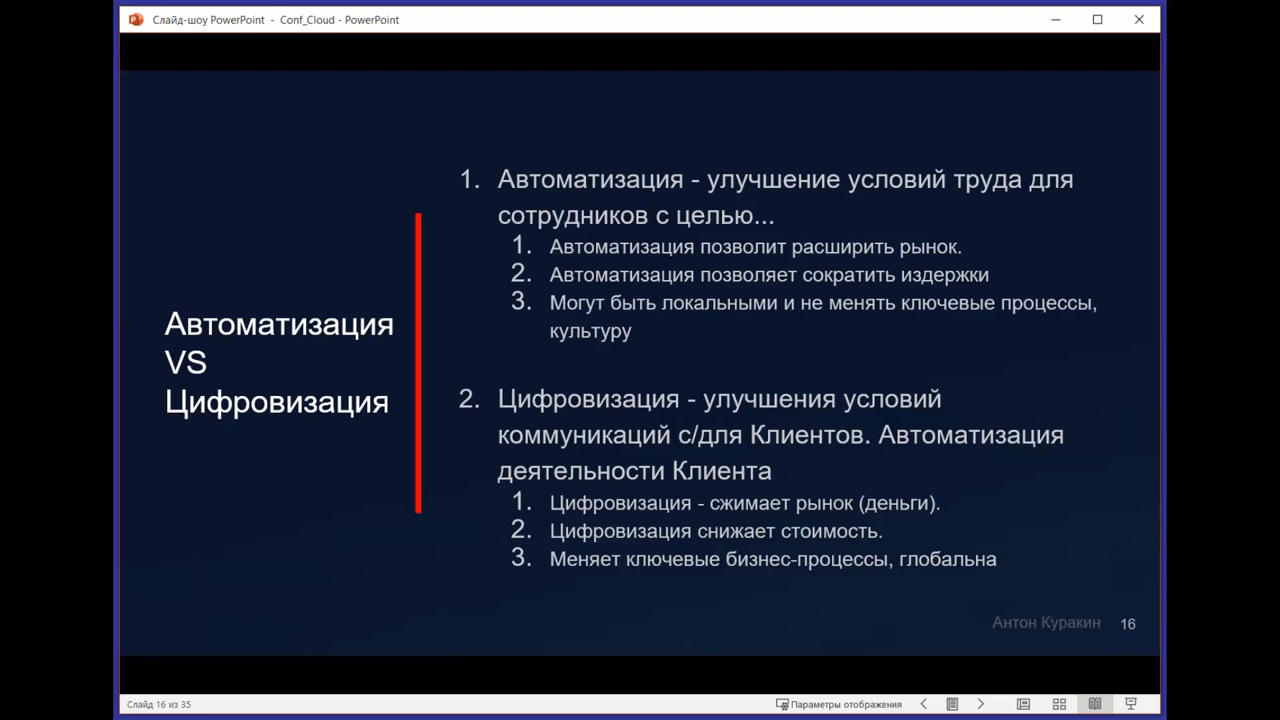 Слайд-шоу PowerPoint - Conf_Cloud - PowerPoint
Автоматизация
VS
Цифровизация
1. Автоматизация - улучшение условий труда для
сотрудников с целью...
1. Автоматизация позволит расширить рынок.
2. Автоматизация позволяет сократить издержки
3. Могут быть локальными и не менять ключевые процессы,
культуру
2. Цифровизация - улучшения условий
коммуникаций с/для Клиентов. Автоматизация
деятельности Клиента
1. Цифровизация - сжимает рынок (деньги).
2. Цифровизация снижает стоимость.
3. Меняет ключевые бизнес-процессы, глобальна
Антон Куракин 16
Слайд 16 из 35
Параметры отображения